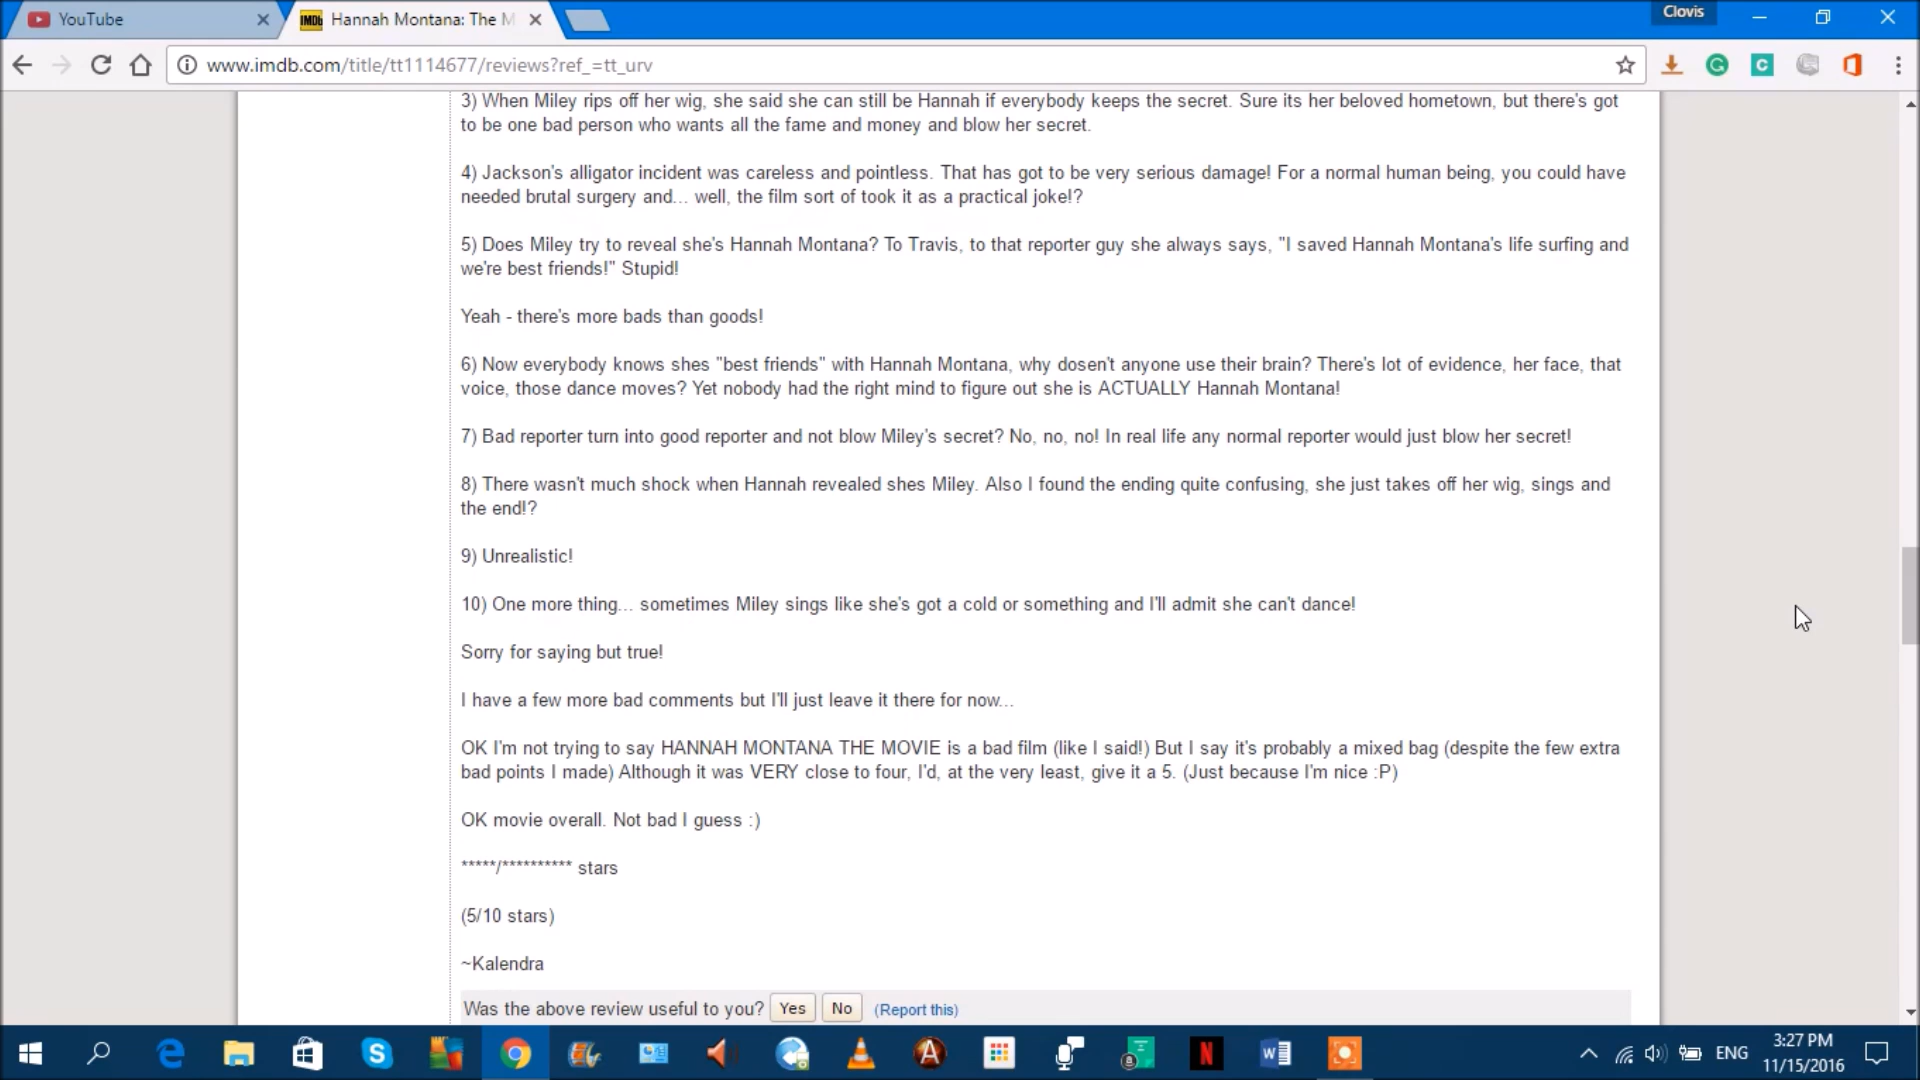 YouTube
IMDb Hannah Montana: The M
Clovis
www.imdb.com/title/tt1114677/reviews?ref_=tt_urv
3) When Miley rips off her wig, she said she can still be Hannah if everybody keeps the secret. Sure its her beloved hometown, but there's got
to be one bad person who wants all the fame and money and blow her secret.
4) Jackson's alligator incident was careless and pointless. That has got to be very serious damage! For a normal human being, you could have
needed brutal surgery and... well, the film sort of took it as a practical joke!?
5) Does Miley try to reveal she's Hannah Montana? To Travis, to that reporter guy she always says, "I saved Hannah Montana's life surfing and
we're best friends!" Stupid!
Yeah - there's more bads than goods!
6) Now everybody knows shes "best friends" with Hannah Montana, why dosen't anyone use their brain? There's lot of evidence, her face, that
voice, those dance moves? Yet nobody had the right mind to figure out she is ACTUALLY Hannah Montana!
7) Bad reporter turn into good reporter and not blow Miley's secret? No, no, no! In real life any normal reporter would just blow her secret!
8) There wasn't much shock when Hannah revealed shes Miley. Also I found the ending quite confusing, she just takes off her wig, sings and
the end!?
9) Unrealistic!
10) One more thing... sometimes Miley sings like she's got a cold or something and I'll admit she can't dance!
Sorry for saying but true!
I have a few more bad comments but I'll just leave it there for now...
OK I'm not trying to say HANNAH MONTANA THE MOVIE is a bad film (like I said!) But I say it's probably a mixed bag (despite the few extra
bad points I made) Although it was VERY close to four, I'd, at the very least, give it a 5. (Just because I'm nice :P)
OK movie overall. Not bad I guess :)
*****/********** stars
(5/10 stars)
~Kalendra
Was the above review useful to you? Yes No (Report this)
ENG
3:27 PM
11/15/2016